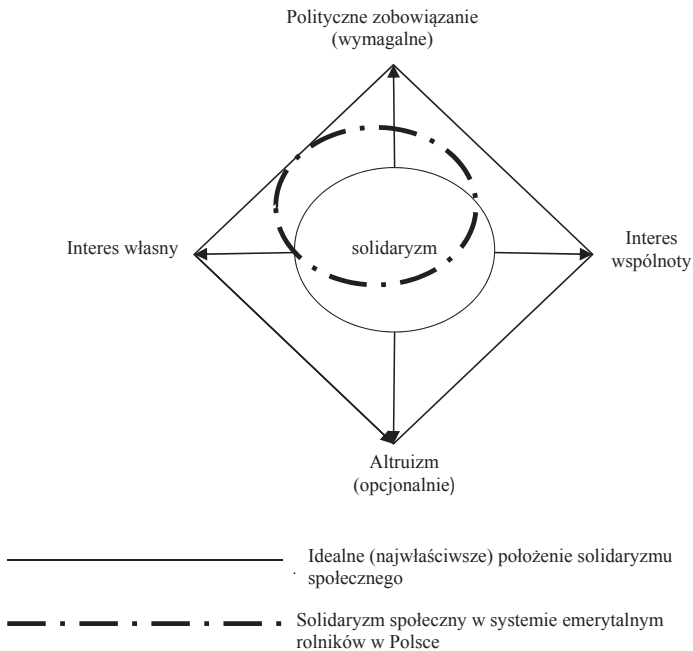 Polityczne zobowiązanie
(wymagalne)
Interes własny
solidaryzm
Interes
wspólnoty
Altruizm
(opcjonalnie)
Idealne (najwłaściwsze) położenie solidaryzmu
społecznego
Solidaryzm społeczny w systemie emerytalnym
rolników w Polsce